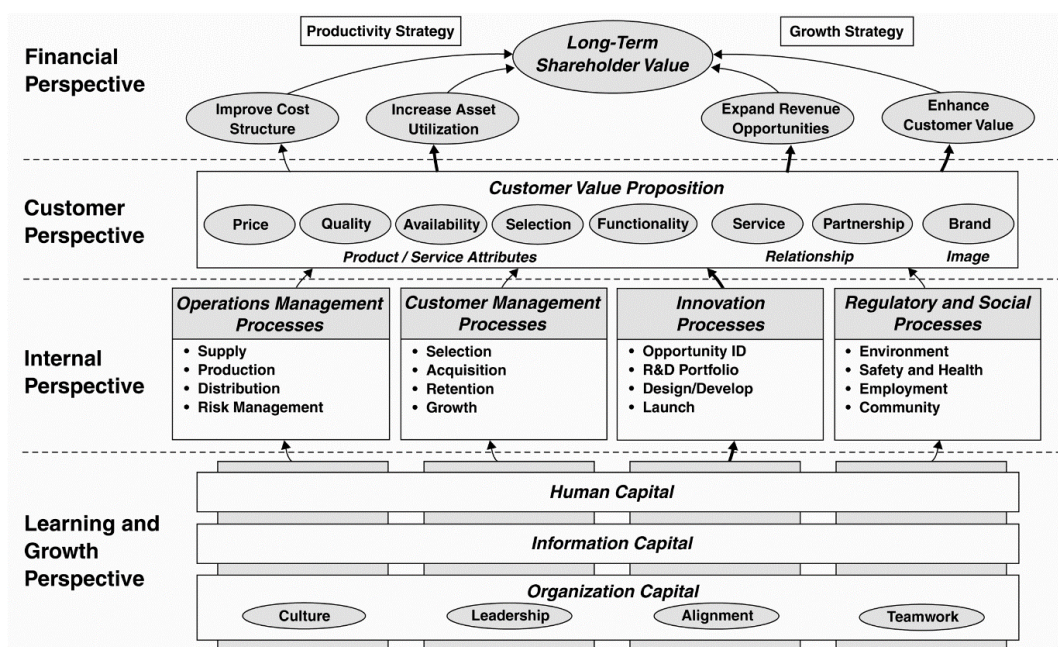 Financial
Perspective
Productivity Strategy
Growth Strategy
Long-Term
Shareholder Value
Improve Cost
Structure
Increase Asset
Utilization
Expand Revenue
Opportunities
Enhance
Customer Value
Customer
Perspective
Customer Value Proposition
Price
Quality
Availability
Selection
Functionality
Service
Partnership
Brand
Product / Service Attributes
Relationship
Image
Internal
Perspective
Operations Management
Processes
• Supply
• Production
• Distribution
• Risk Management
Customer Management
Processes
• Selection
• Acquisition
• Retention
• Growth
Innovation
Processes
• Opportunity ID
• R&D Portfolio
• Design/Develop
• Launch
Regulatory and Social
Processes
• Environment
• Safety and Health
• Employment
• Community
Learning and
Growth
Perspective
Human Capital
Information Capital
Organization Capital
Culture
Leadership
Alignment
Teamwork